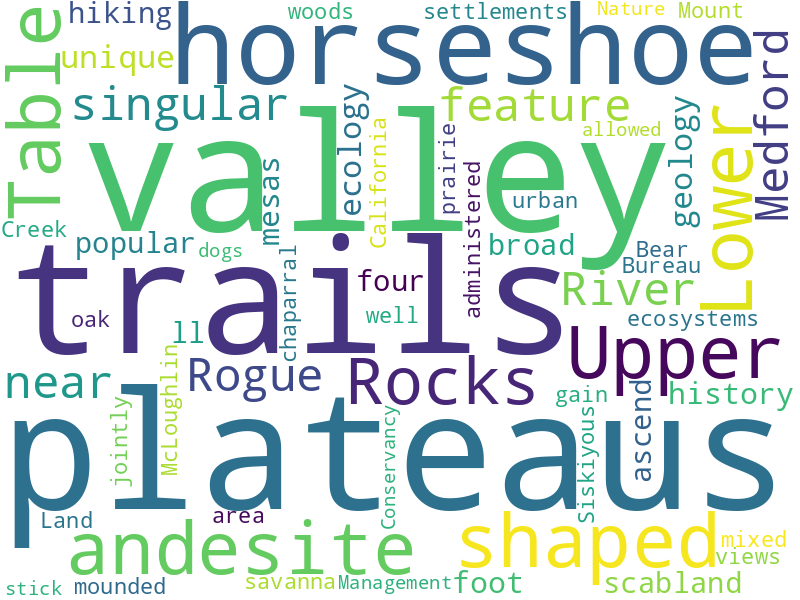 hiking woods settlements Nature Mount
horseshoe
unique
Table
singular feature Medford
allowed
valley
ecology California prairie geology Lower
mesas administered urban
Creek popular dogs broad Bear
Bureau
trails
chaparral four River
oak ll well ecosystems
Upper
near McLoughlin Rogue Rocks gain history
ascend
jointly plateaus Conservancy Siskiyous
Land area
andesite shaped mixed
views
stick mounded savanna Management foot scabland